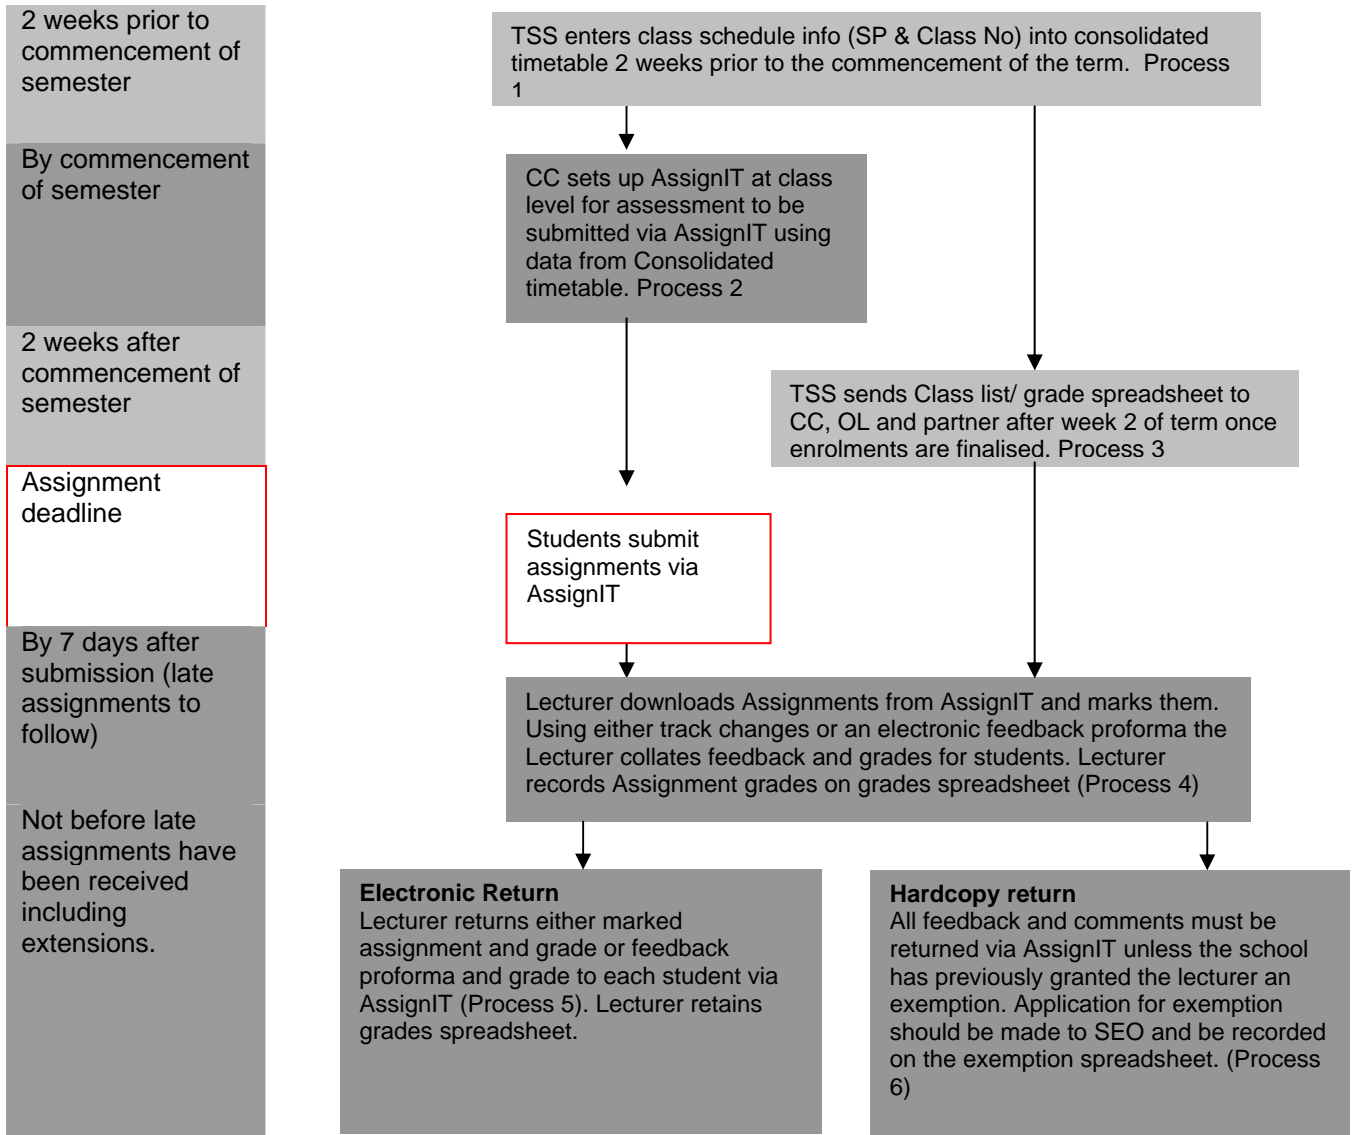 2 weeks prior to
commencement of
semester
TSS enters class schedule info (SP & Class No) into consolidated
timetable 2 weeks prior to the commencement of the term.  Process
1
By commencement
of semester
CC sets up AssignIT at class
level for assessment to be
submitted via AssignIT using
data from Consolidated
timetable. Process 2
2 weeks after
commencement of
semester
TSS sends Class list/ grade spreadsheet to
CC, OL and partner after week 2 of term once
enrolments are finalised. Process 3
Assignment
deadline
Students submit
assignments via
AssignIT
By 7 days after
submission (late
assignments to
follow)
Lecturer downloads Assignments from AssignIT and marks them.
Using either track changes or an electronic feedback proforma the
Lecturer collates feedback and grades for students. Lecturer
records Assignment grades on grades spreadsheet (Process 4)
Not before late
assignments have
been received
including
extensions.
Electronic Return
Lecturer returns either marked
assignment and grade or feedback
proforma and grade to each student via
AssignIT (Process 5). Lecturer retains
grades spreadsheet.
Hardcopy return
All feedback and comments must be
returned via AssignIT unless the school
has previously granted the lecturer an
exemption. Application for exemption
should be made to SEO and be recorded
on the exemption spreadsheet. (Process
6)